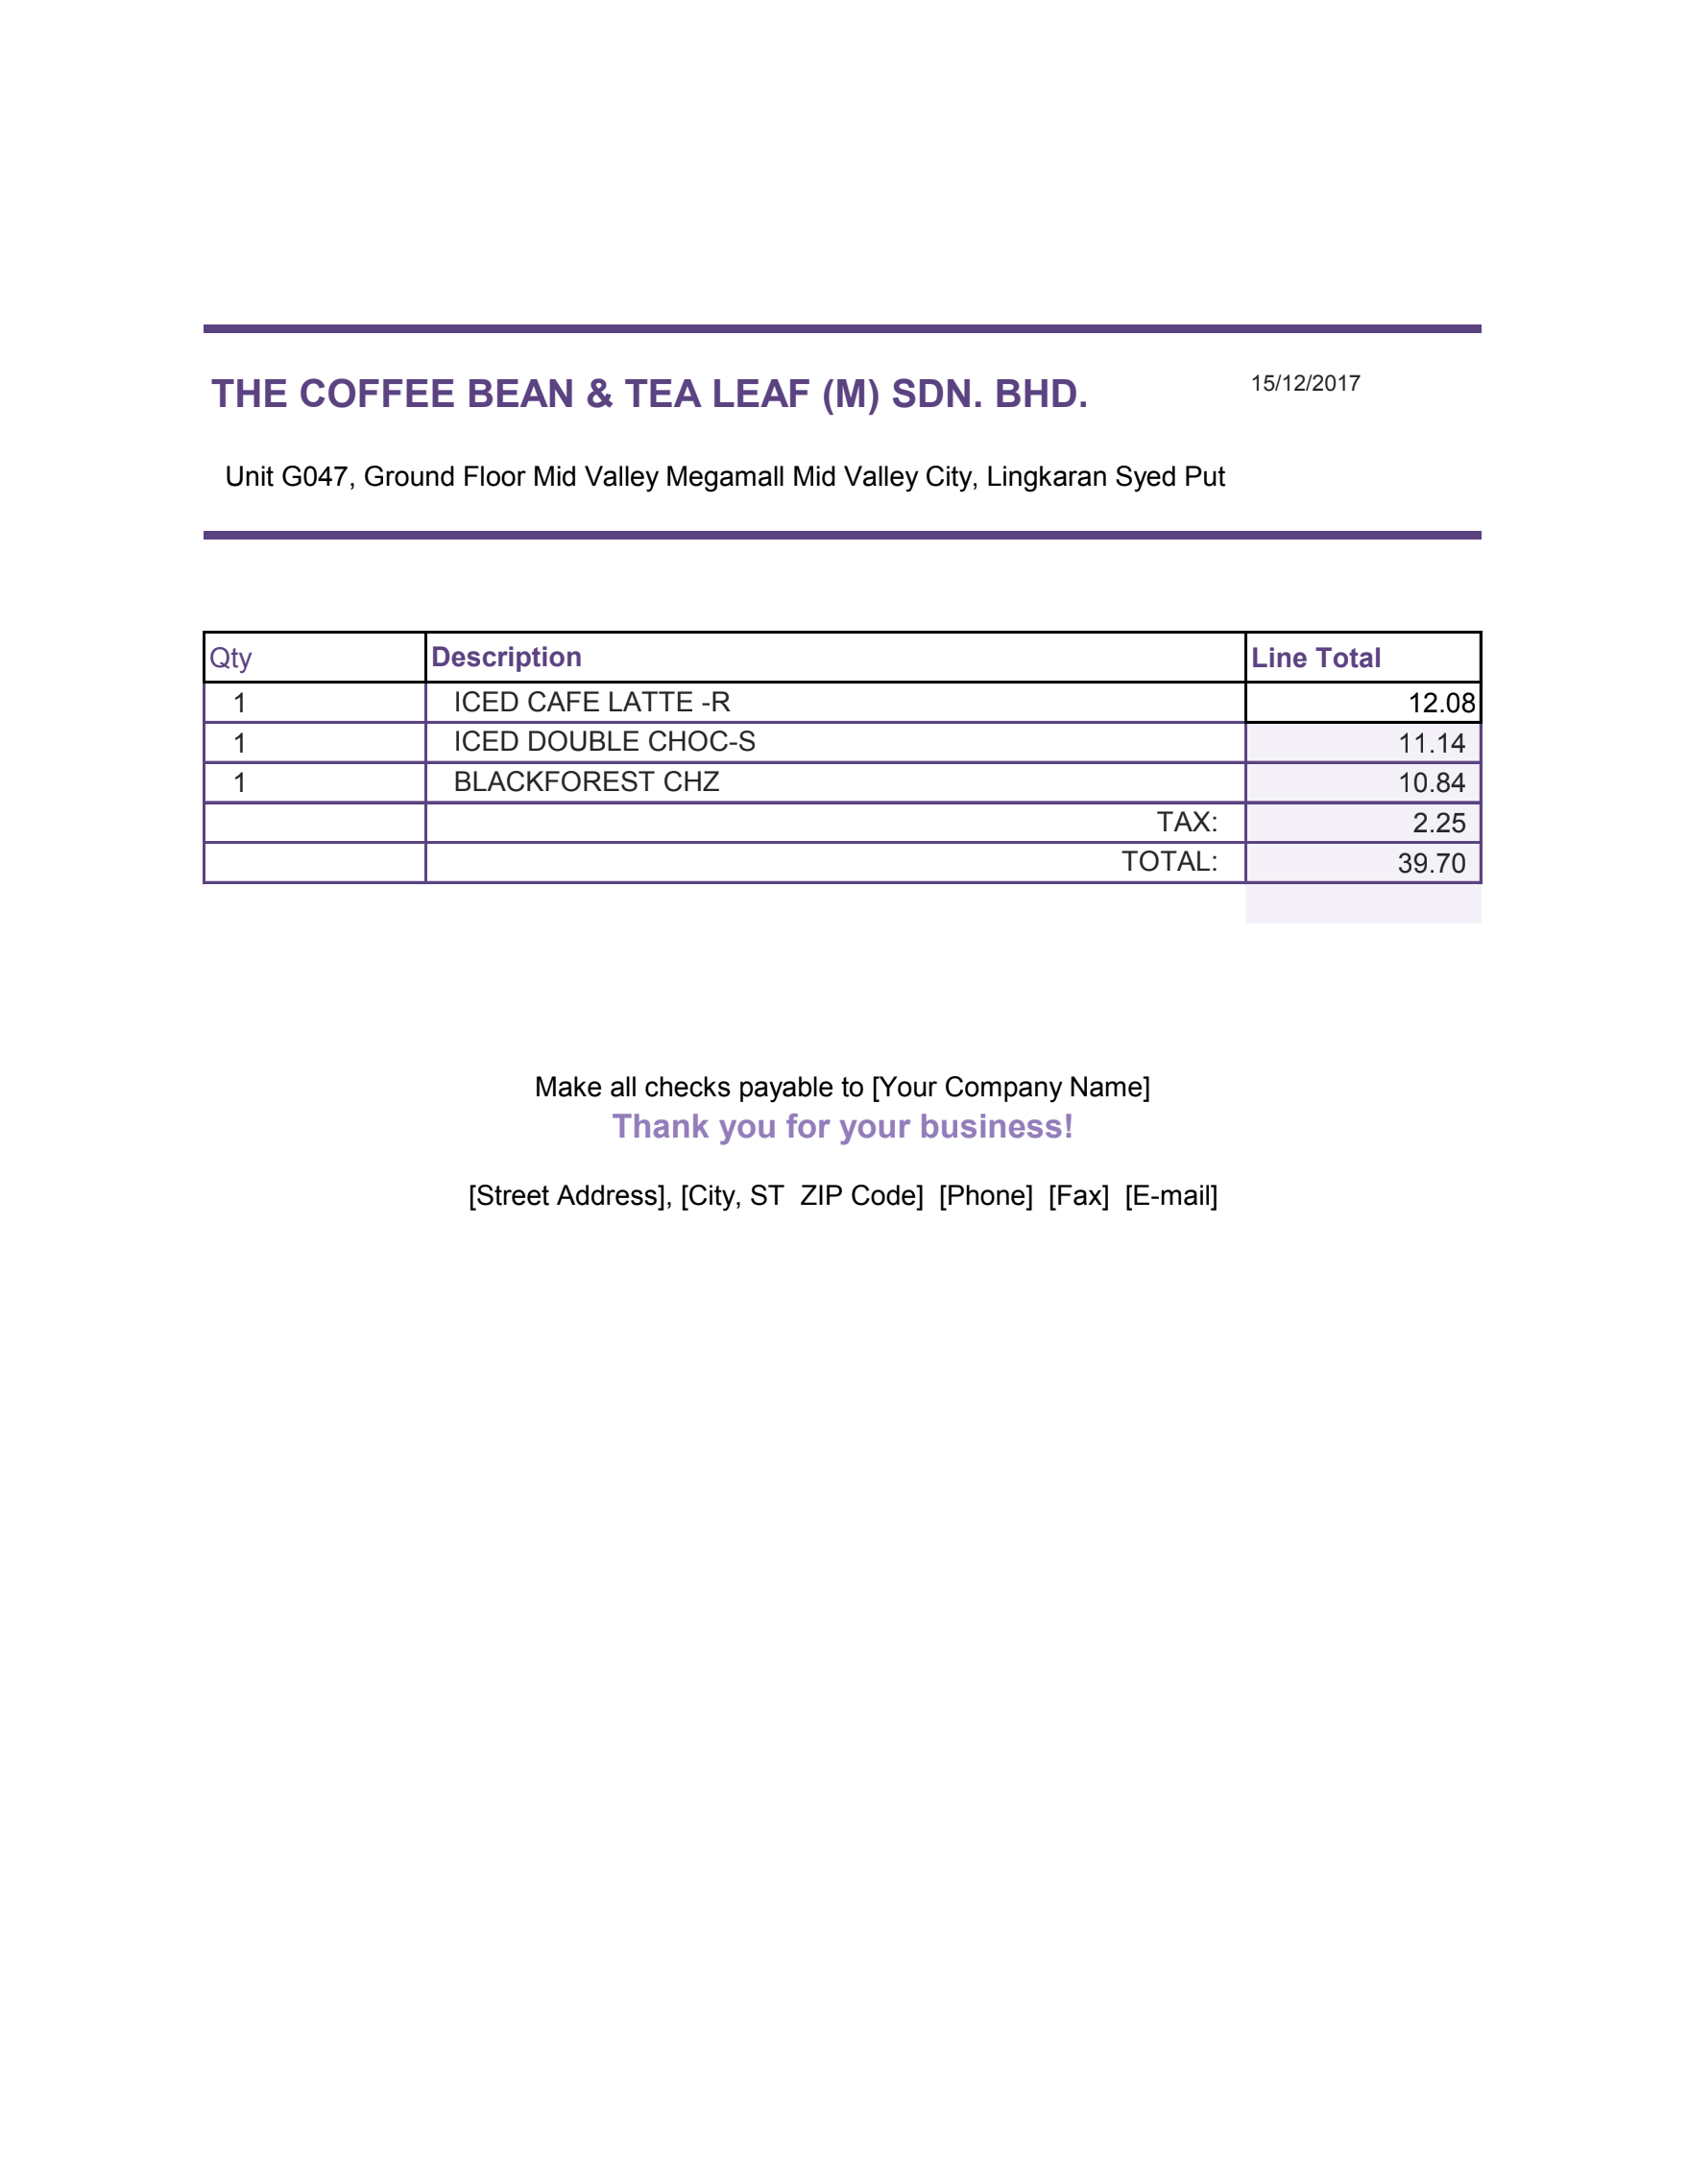 THE COFFEE BEAN & TEA LEAF (M) SDN. BHD. 15/12/2017
Unit G047, Ground Floor Mid Valley Megamall Mid Valley City, Lingkaran Syed Put
Qty Description Line Total
1 ICED CAFE LATTE -R 12.08
1 ICED DOUBLE CHOC-S 11.14
1 BLACKFOREST CHZ 10.84
TAX: 2.25
TOTAL: 39.70
Make all checks payable to [Your Company Name]
Thank you for your business!
[Street Address], [City, ST  ZIP Code]  [Phone]  [Fax]  [E-mail]